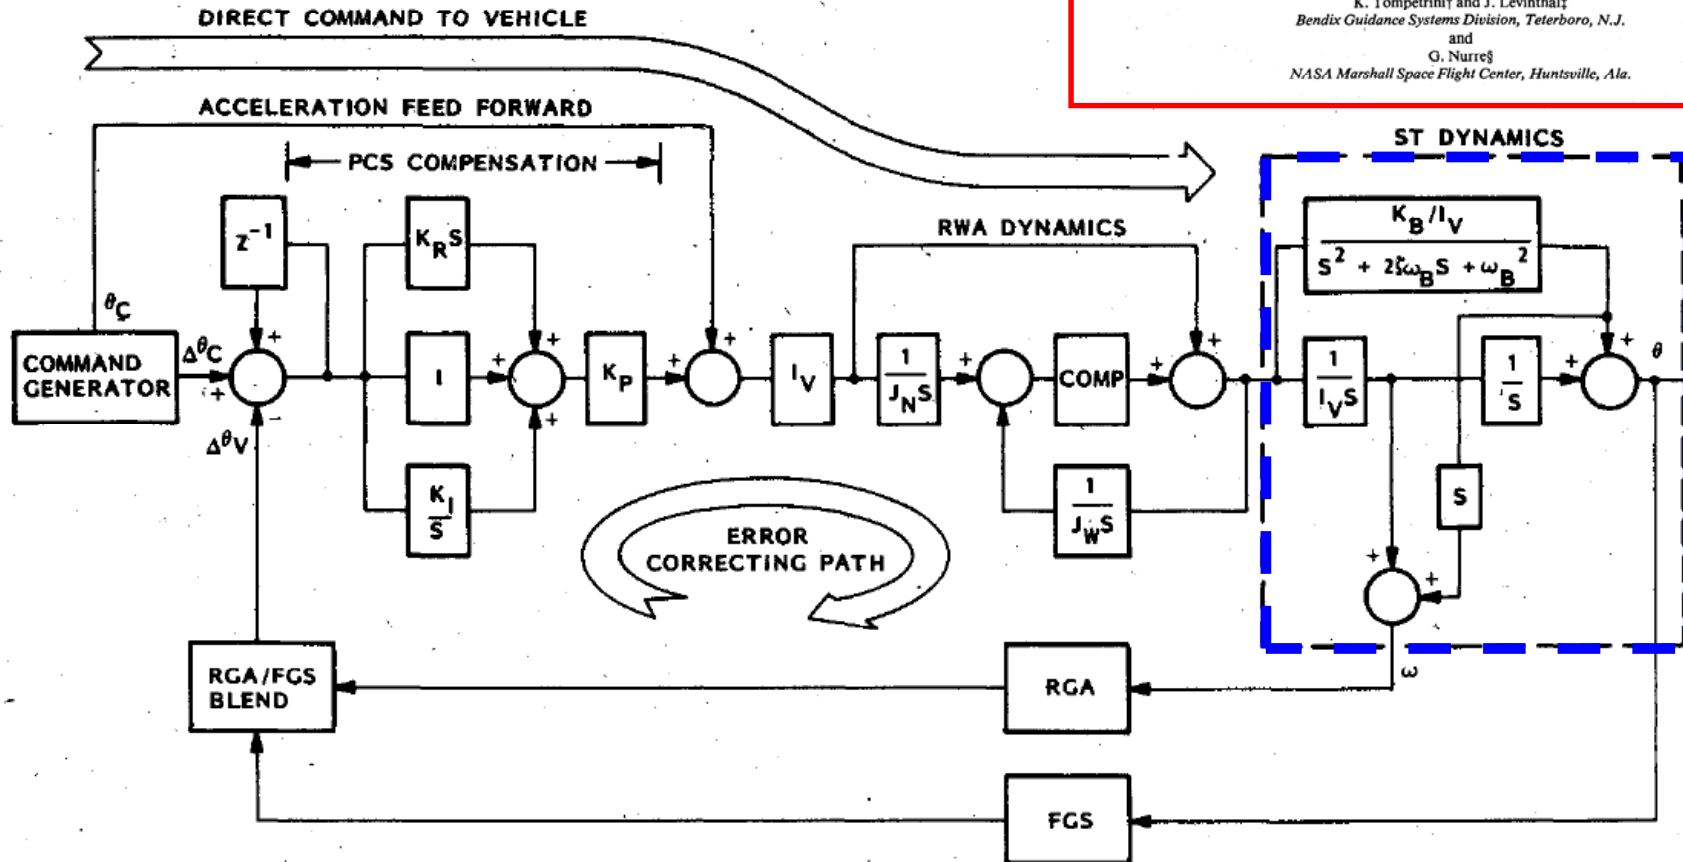 K. Tompetrini† and J. Levinthal‡
Bendix Guidance Systems Division, Teterboro, N.J.
and
G. Nurre§
NASA Marshall Space Flight Center, Huntsville, Ala.
DIRECT COMMAND TO VEHICLE
ACCELERATION FEED FORWARD
PCS COMPENSATION
ST DYNAMICS
RWA DYNAMICS
Z⁻¹
K_R S
K_B/I_V
S² + 2ζω_B S + ω_B²
θ_C
+
+
+
+
COMMAND
GENERATOR
Δθ_C
+
I
+
K_P
+
I_V
1
J_N S
+
COMP
+
1
I_V S
1
S
+
θ
Δθ_V
−
+
K_I
S
1
J_W S
S
ERROR
CORRECTING PATH
+
+
RGA/FGS
BLEND
RGA
ω
FGS